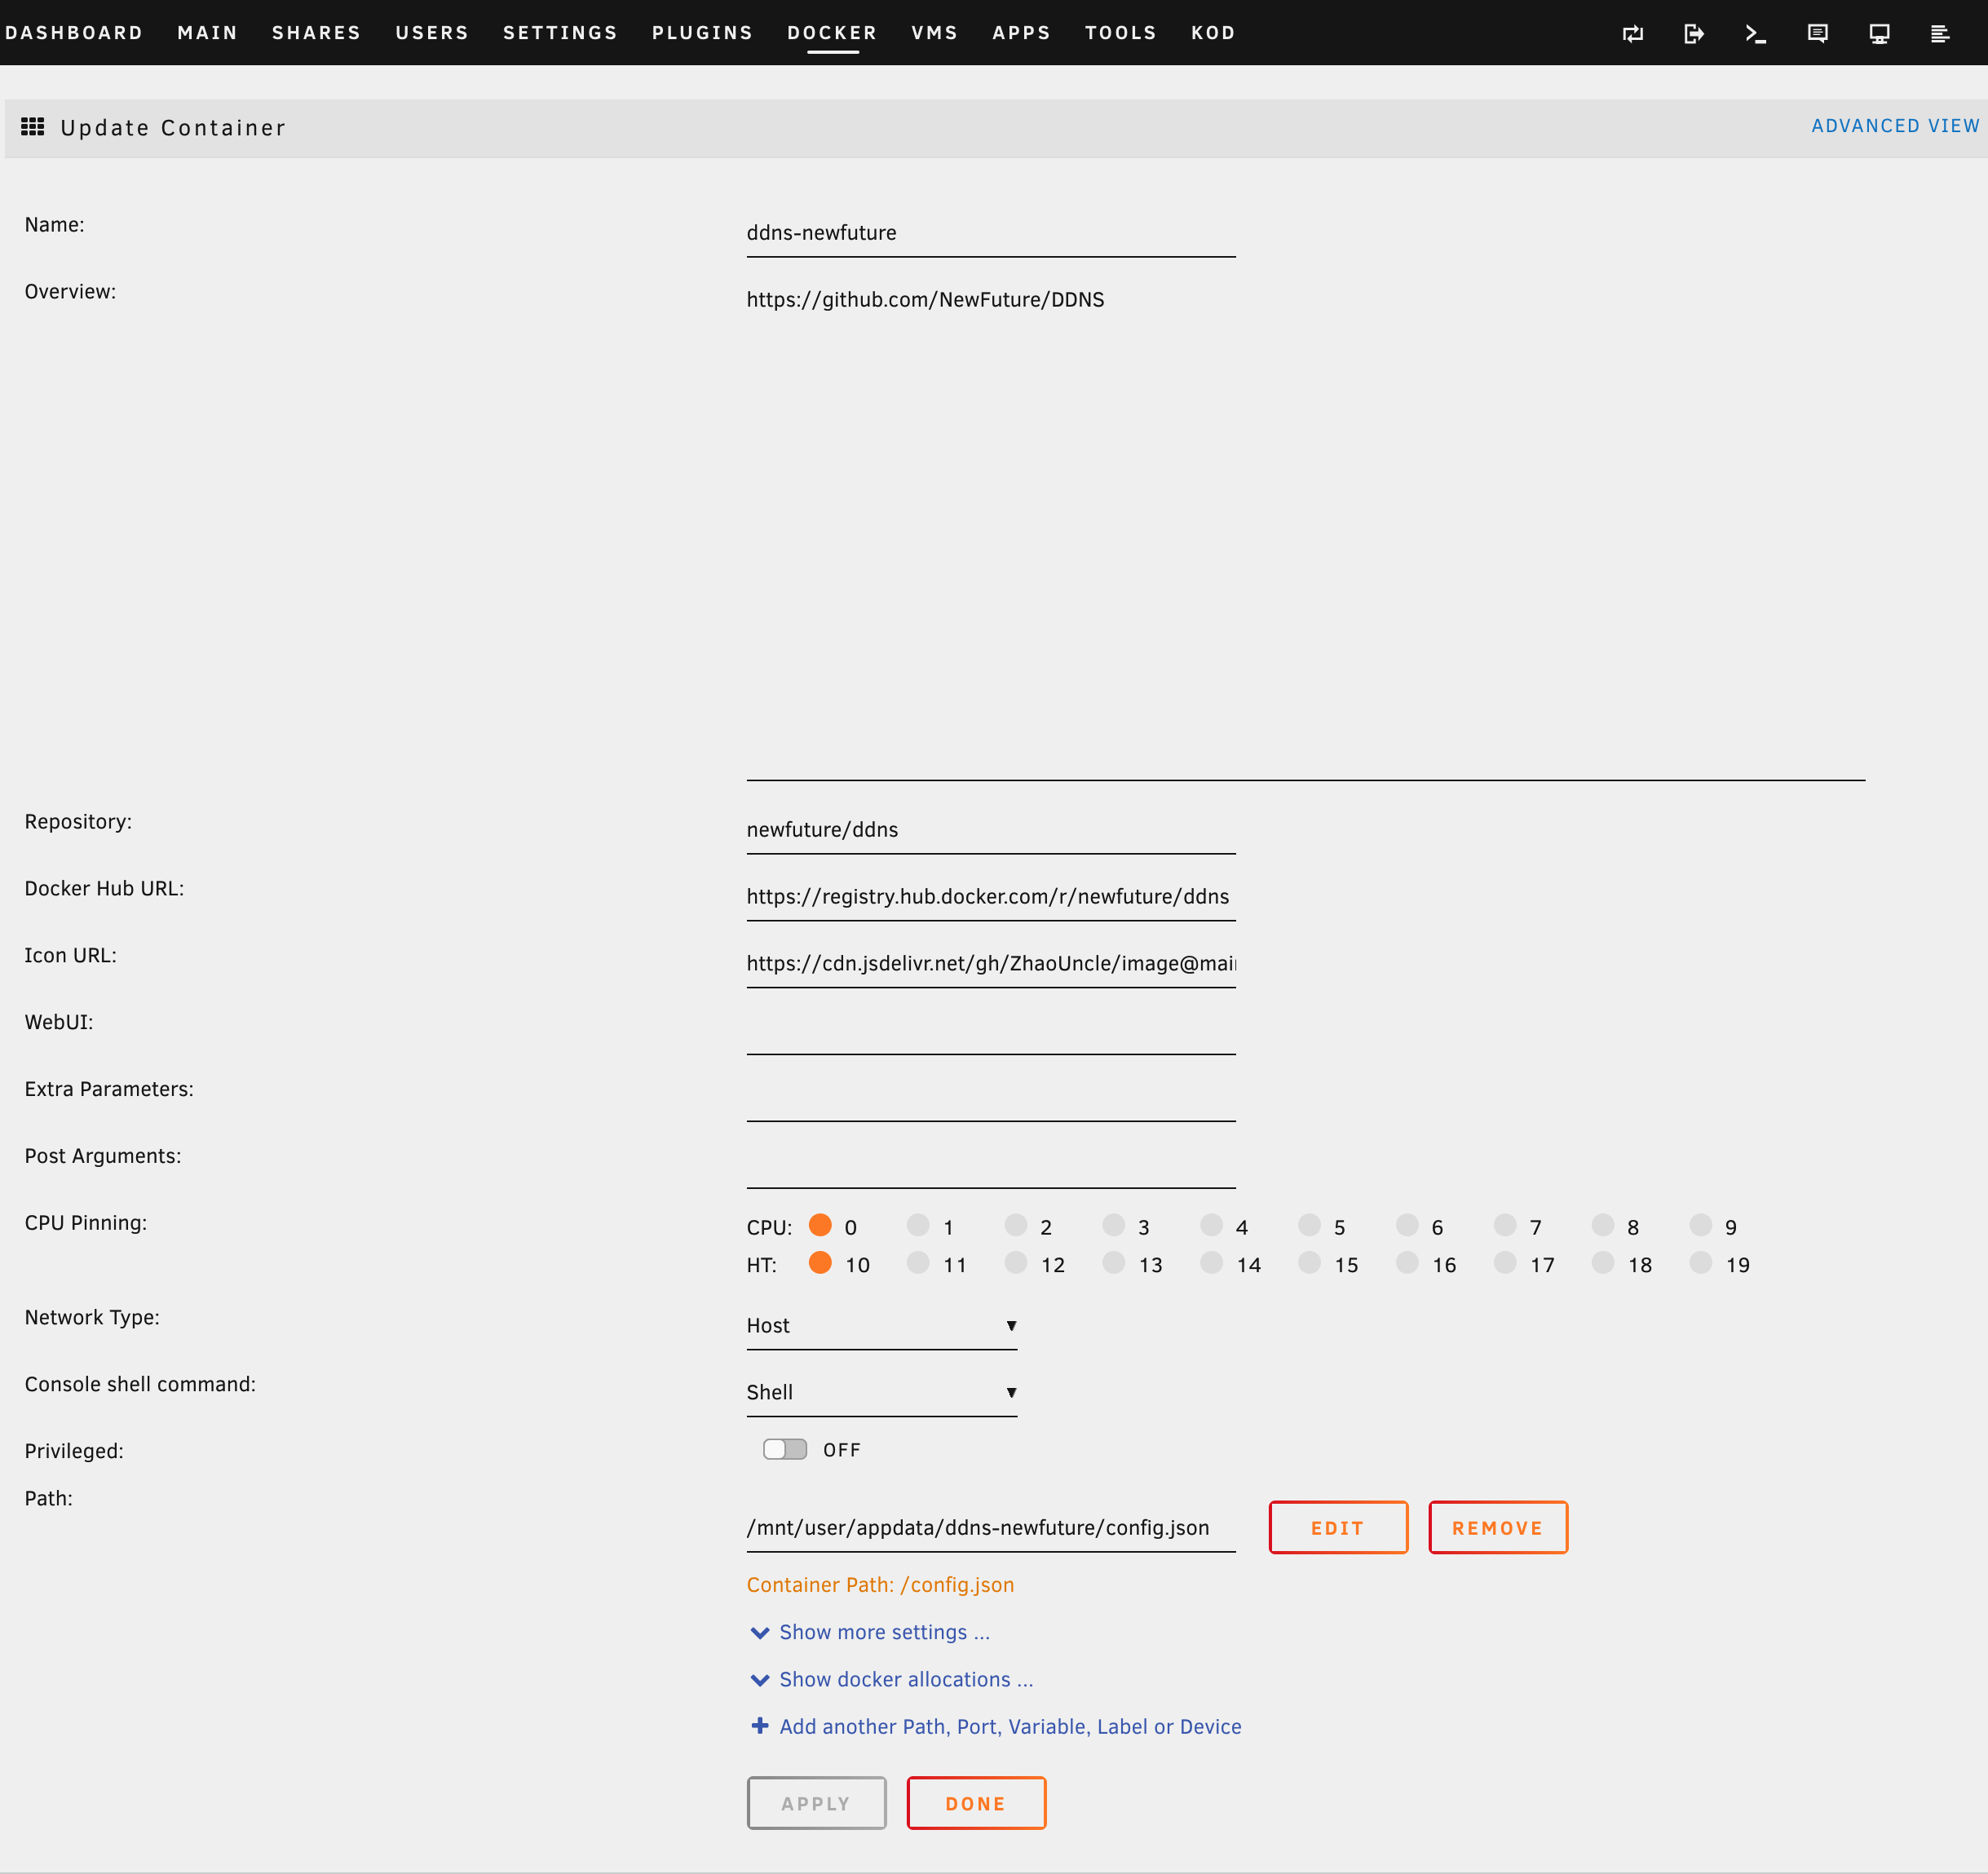 DASHBOARD MAIN SHARES USERS SETTINGS PLUGINS DOCKER VMS APPS TOOLS KOD
Update Container ADVANCED VIEW
Name: ddns-newfuture
Overview: https://github.com/NewFuture/DDNS
Repository: newfuture/ddns
Docker Hub URL: https://registry.hub.docker.com/r/newfuture/ddns
Icon URL: https://cdn.jsdelivr.net/gh/ZhaoUncle/image@mai
WebUI:
Extra Parameters:
Post Arguments:
CPU Pinning: CPU: 0 1 2 3 4 5 6 7 8 9
HT: 10 11 12 13 14 15 16 17 18 19
Network Type: Host
Console shell command: Shell
Privileged: OFF
Path:
/mnt/user/appdata/ddns-newfuture/config.json EDIT REMOVE
Container Path: /config.json
Show more settings ...
Show docker allocations ...
Add another Path, Port, Variable, Label or Device
APPLY DONE